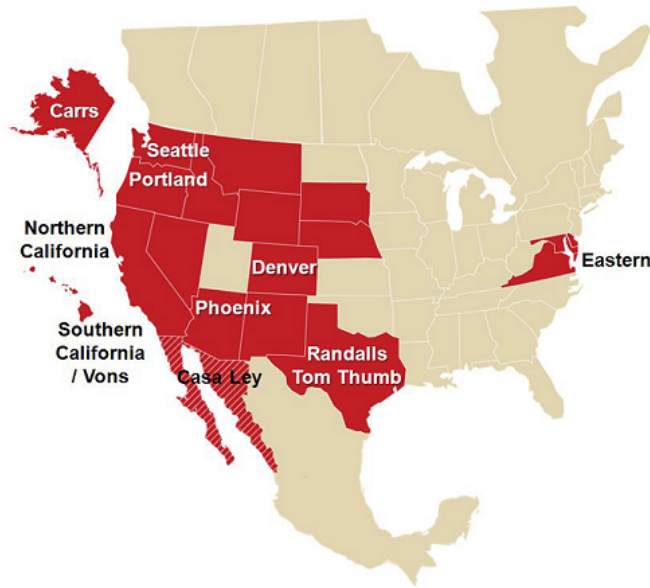 Carrs
Seattle
Portland
Northern
California
Denver
Eastern
Phoenix
Southern
California
/ Vons
Randalls
Tom Thumb
Casa Ley